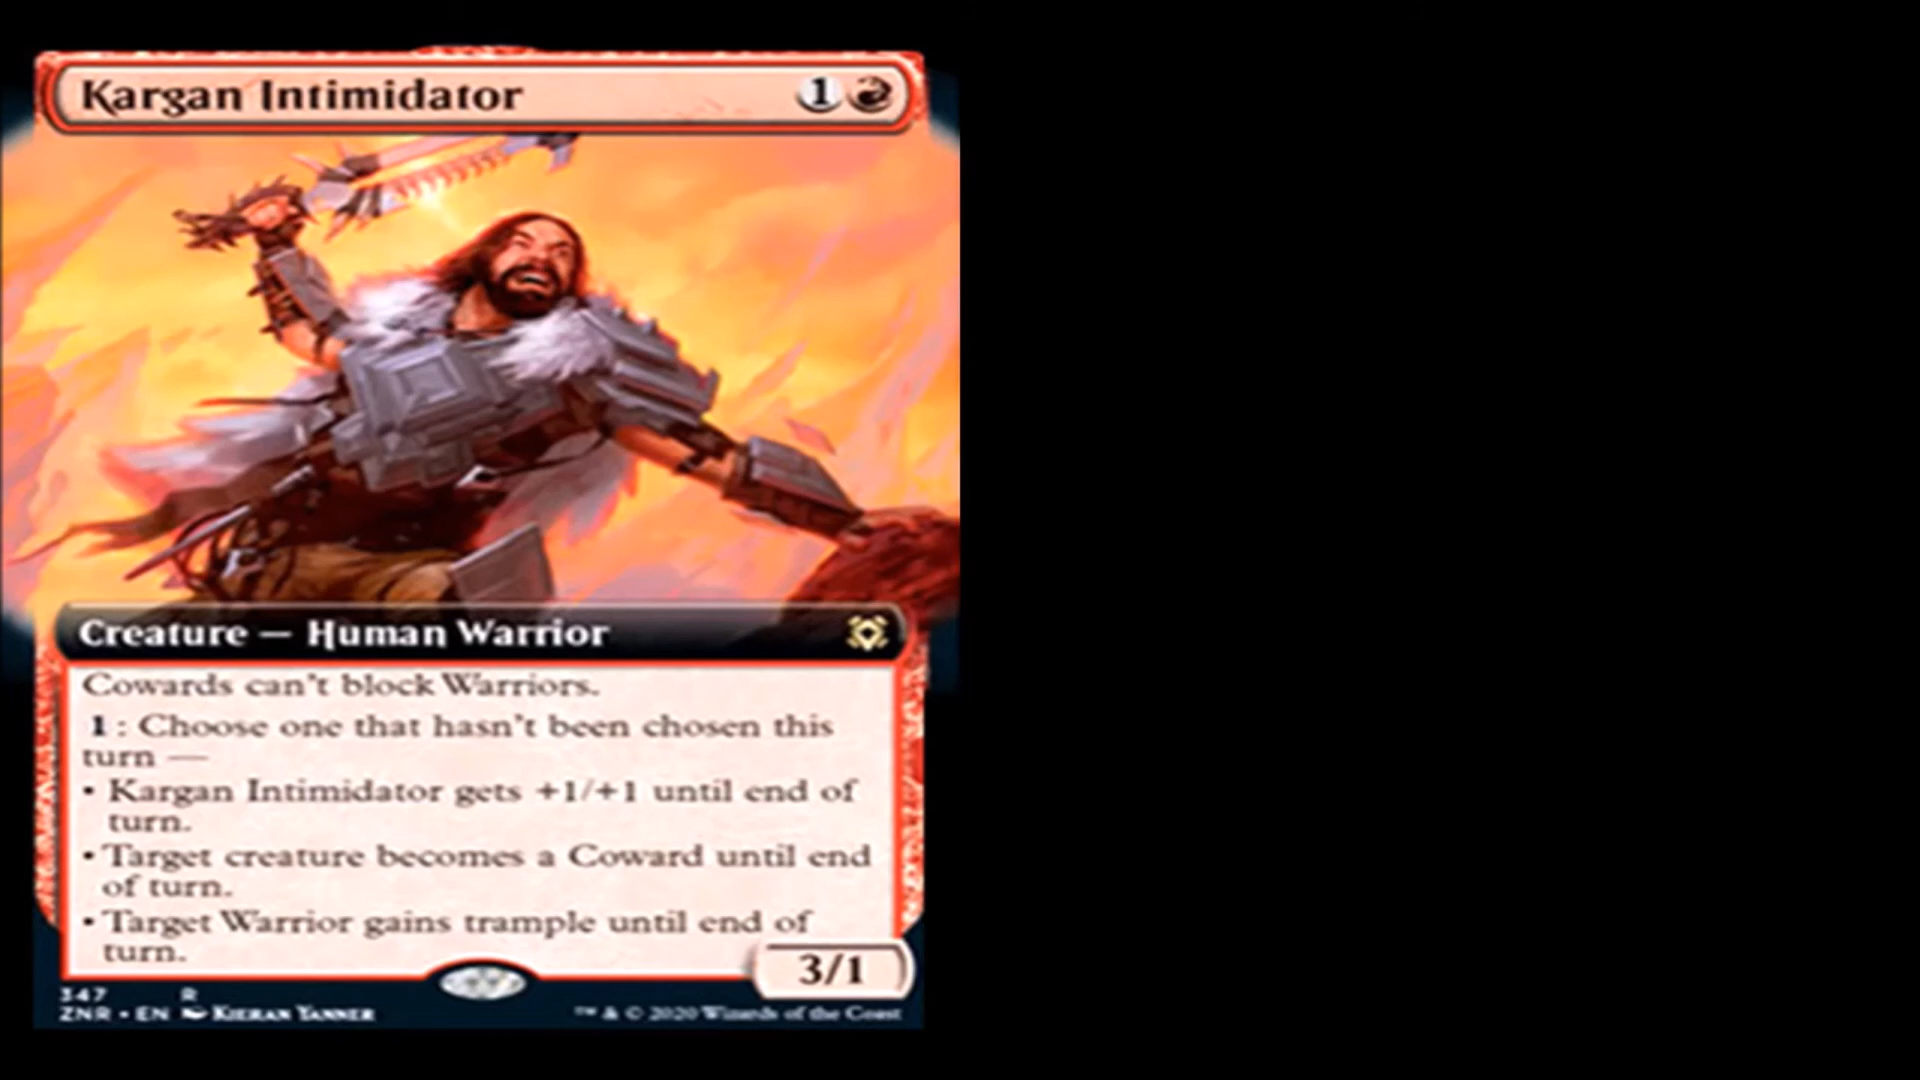 Kargan Intimidator 1
Creature — Human Warrior
Cowards can't block Warriors.
1 : Choose one that hasn't been chosen this
turn —
• Kargan Intimidator gets +1/+1 until end of
turn.
• Target creature becomes a Coward until end
of turn.
• Target Warrior gains trample until end of
turn.
3/1
347 R
ZNR • EN KIERAN YANNER
™ & © 2020 Wizards of the Coast